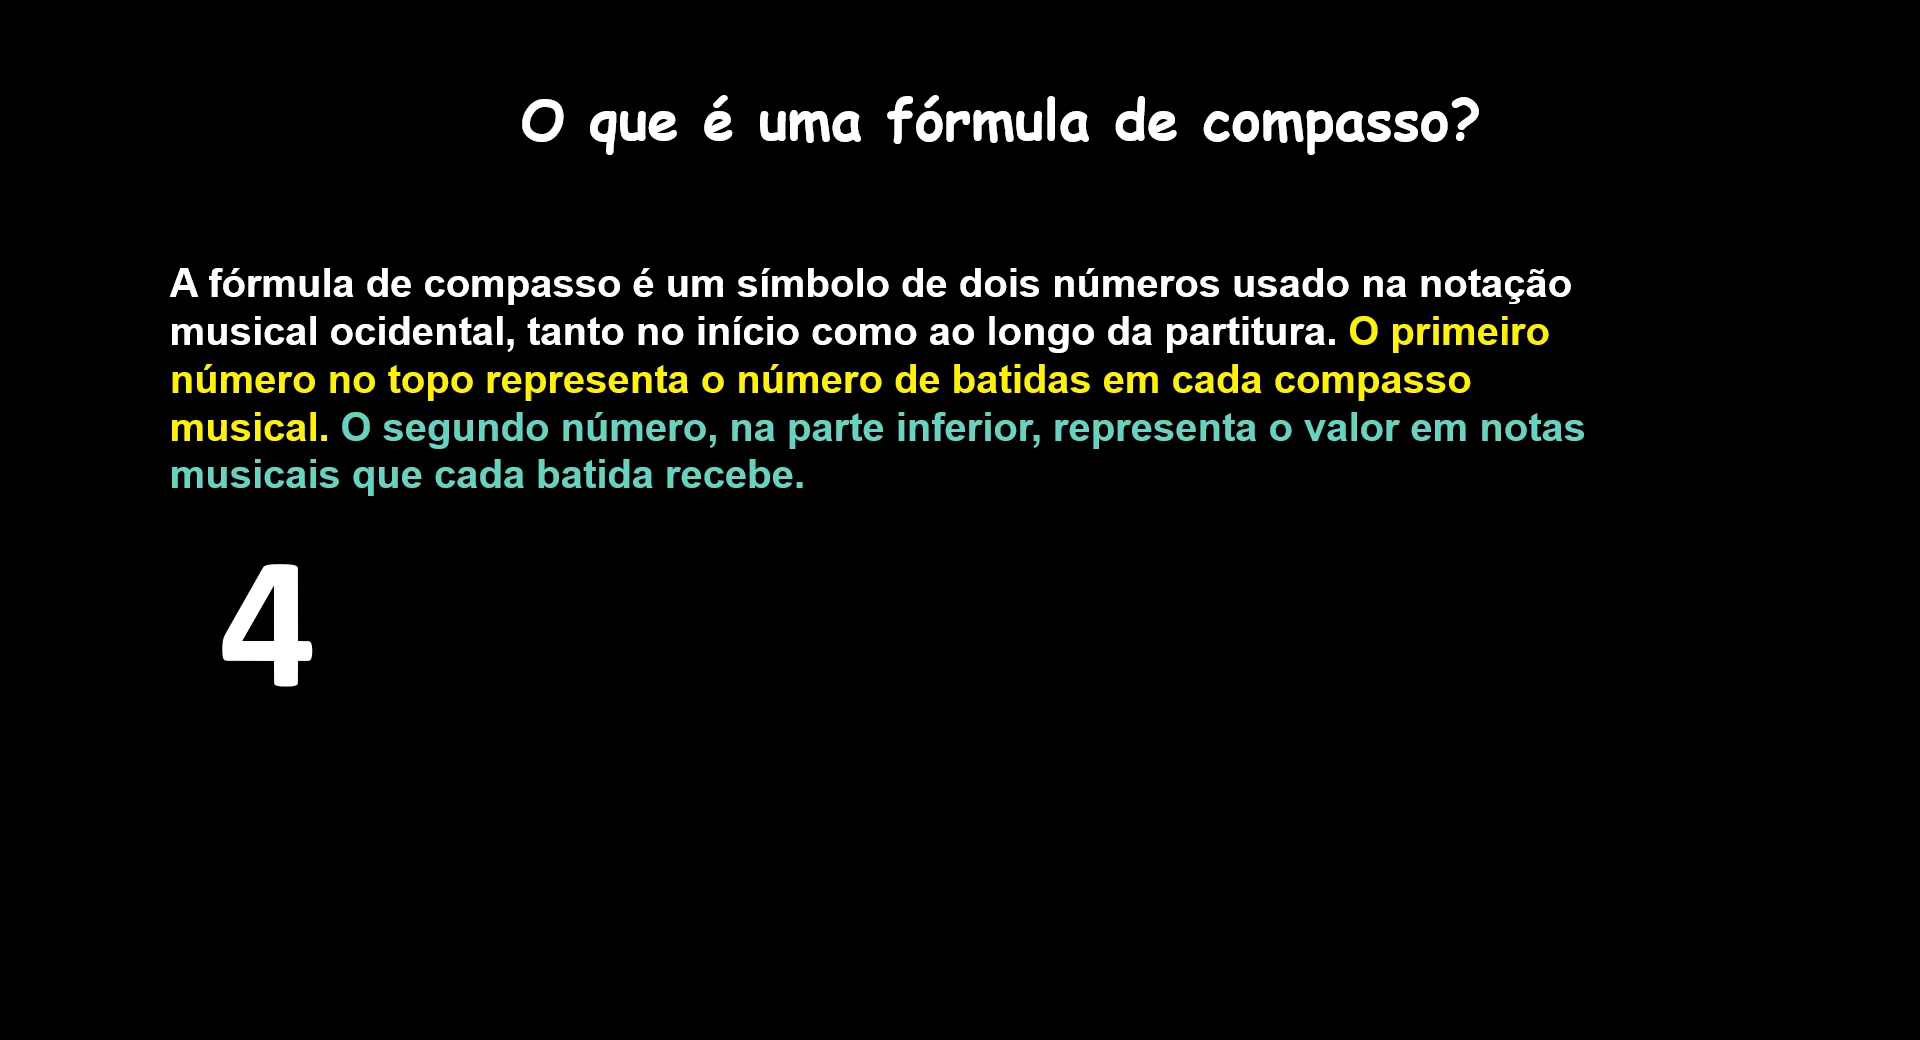 O que é uma fórmula de compasso?
A fórmula de compasso é um símbolo de dois números usado na notação
musical ocidental, tanto no início como ao longo da partitura. O primeiro
número no topo representa o número de batidas em cada compasso
musical. O segundo número, na parte inferior, representa o valor em notas
musicais que cada batida recebe.
4